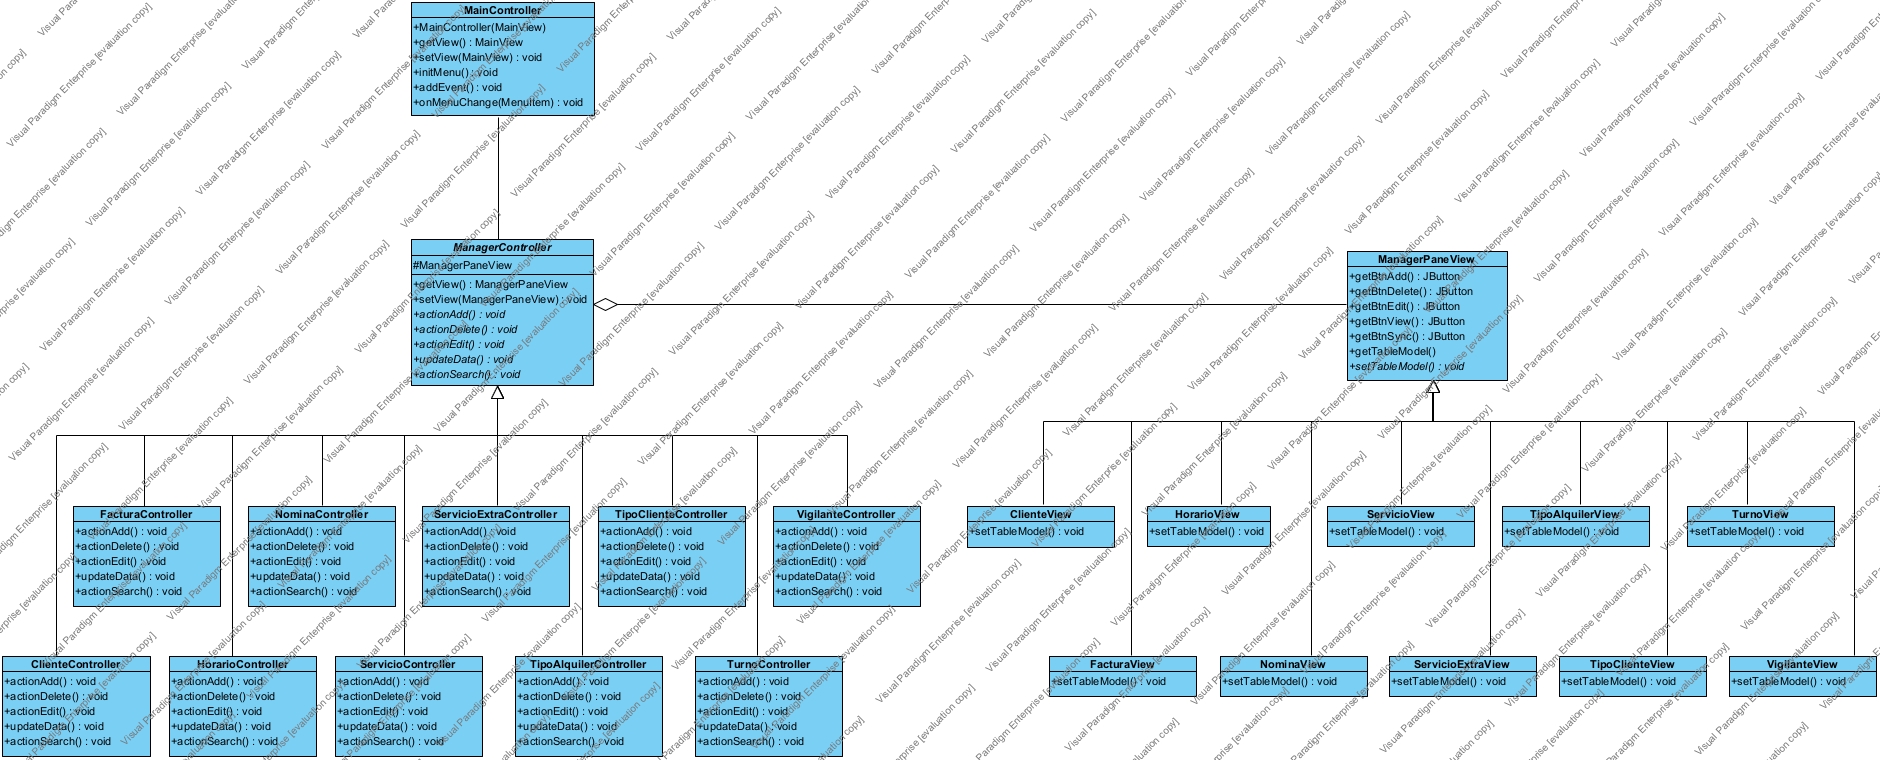 MainController
+MainController(MainView)
+getView() : MainView
+setView(MainView) : void
+initMenu() : void
+addEvent() : void
+onMenuChange(MenuItem) : void
ManagerController
#ManagerPaneView
+getView() : ManagerPaneView
+setView(ManagerPaneView) : void
+actionAdd() : void
+actionDelete() : void
+actionEdit() : void
+updateData() : void
+actionSearch() : void
ManagerPaneView
+getBtnAdd() : JButton
+getBtnDelete() : JButton
+getBtnEdit() : JButton
+getBtnView() : JButton
+getBtnSync() : JButton
+getTableModel()
+setTableModel() : void
FacturaController
+actionAdd() : void
+actionDelete() : void
+actionEdit() : void
+updateData() : void
+actionSearch() : void
NominaController
+actionAdd() : void
+actionDelete() : void
+actionEdit() : void
+updateData() : void
+actionSearch() : void
ServicioExtraController
+actionAdd() : void
+actionDelete() : void
+actionEdit() : void
+updateData() : void
+actionSearch() : void
TipoClienteController
+actionAdd() : void
+actionDelete() : void
+actionEdit() : void
+updateData() : void
+actionSearch() : void
VigilanteController
+actionAdd() : void
+actionDelete() : void
+actionEdit() : void
+updateData() : void
+actionSearch() : void
ClienteView
+setTableModel() : void
HorarioView
+setTableModel() : void
ServicioView
+setTableModel() : void
TipoAlquilerView
+setTableModel() : void
TurnoView
+setTableModel() : void
ClienteController
+actionAdd() : void
+actionDelete() : void
+actionEdit() : void
+updateData() : void
+actionSearch() : void
HorarioController
+actionAdd() : void
+actionDelete() : void
+actionEdit() : void
+updateData() : void
+actionSearch() : void
ServicioController
+actionAdd() : void
+actionDelete() : void
+actionEdit() : void
+updateData() : void
+actionSearch() : void
TipoAlquilerController
+actionAdd() : void
+actionDelete() : void
+actionEdit() : void
+updateData() : void
+actionSearch() : void
TurnoController
+actionAdd() : void
+actionDelete() : void
+actionEdit() : void
+updateData() : void
+actionSearch() : void
FacturaView
+setTableModel() : void
NominaView
+setTableModel() : void
ServicioExtraView
+setTableModel() : void
TipoClienteView
+setTableModel() : void
VigilanteView
+setTableModel() : void
Visual Paradigm Enterprise [evaluation copy]